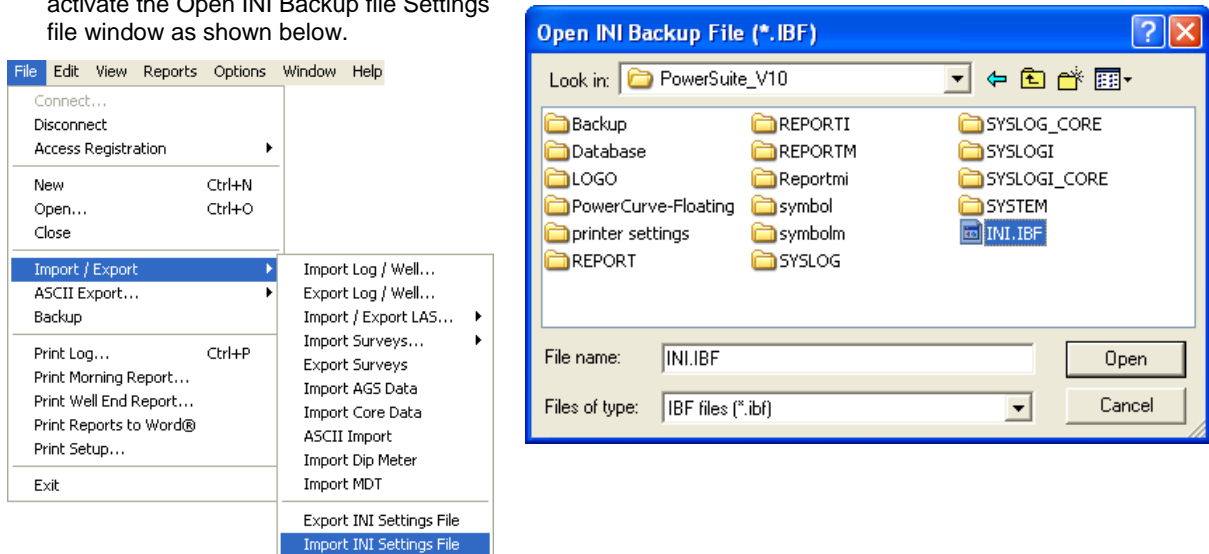 activate the Open INI Backup file Settings
file window as shown below.
File Edit View Reports Options Window Help
Connect...
Disconnect
Access Registration
New Ctrl+N
Open... Ctrl+O
Close
Import / Export
ASCII Export...
Backup
Print Log... Ctrl+P
Print Morning Report...
Print Well End Report...
Print Reports to Word®
Print Setup...
Exit
Import Log / Well...
Export Log / Well...
Import / Export LAS...
Import Surveys...
Export Surveys
Import AGS Data
Import Core Data
ASCII Import
Import Dip Meter
Import MDT
Export INI Settings File
Import INI Settings File
Open INI Backup File (*.IBF)
Look in: PowerSuite_V10
Backup REPORTI SYSLOG_CORE
Database REPORTM SYSLOGI
LOGO Reportmi SYSLOGI_CORE
PowerCurve-Floating symbol SYSTEM
printer settings symbolm INI.IBF
REPORT SYSLOG
File name: INI.IBF Open
Files of type: IBF files (*.ibf) Cancel